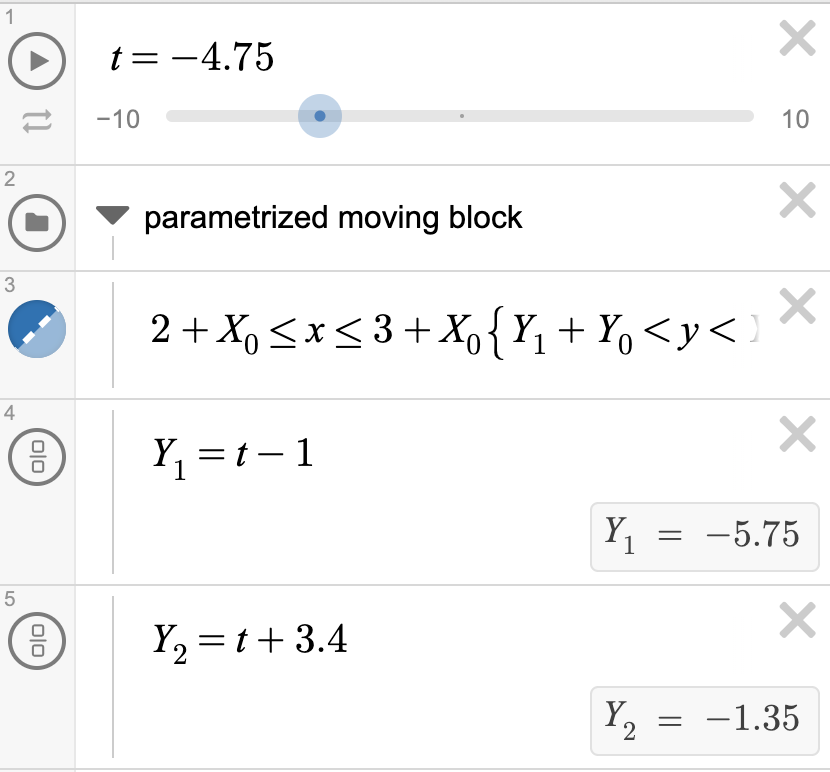 1
t = −4.75
−10
10
2
parametrized moving block
3
2 + X₀ ≤ x ≤ 3 + X₀ { Y₁ + Y₀ < y <
4
Y₁ = t − 1
Y₁ = −5.75
5
Y₂ = t + 3.4
Y₂ = −1.35